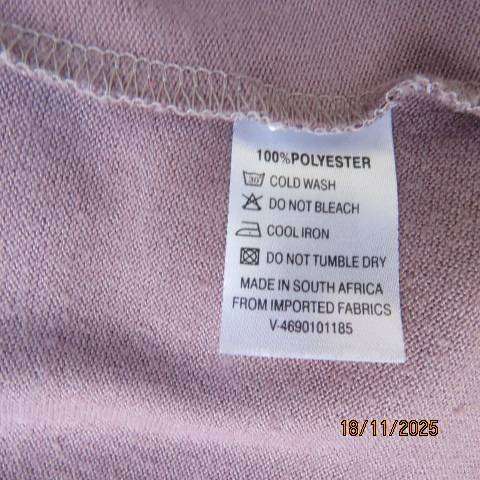 100%POLYESTER
30 COLD WASH
DO NOT BLEACH
COOL IRON
DO NOT TUMBLE DRY
MADE IN SOUTH AFRICA
FROM IMPORTED FABRICS
V-4690101185
18/11/2025